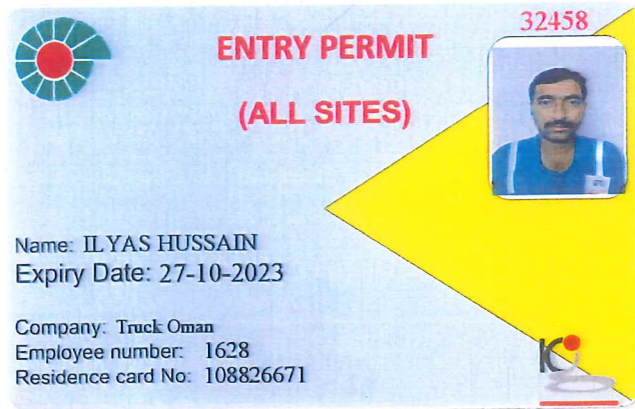 32458
ENTRY PERMIT
(ALL SITES)
Name: ILYAS HUSSAIN
Expiry Date: 27-10-2023
Company: Truck Oman
Employee number: 1628
Residence card No: 108826671